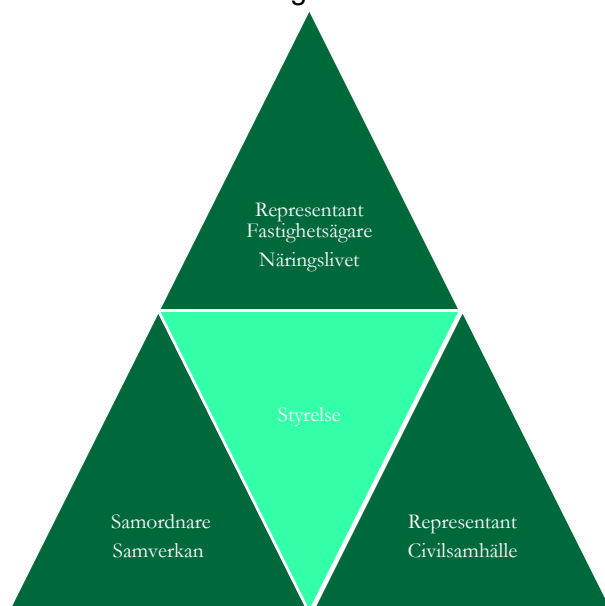 Representant
Fastighetsägare
Näringslivet
Styrelse
Samordnare
Samverkan
Representant
Civilsamhälle